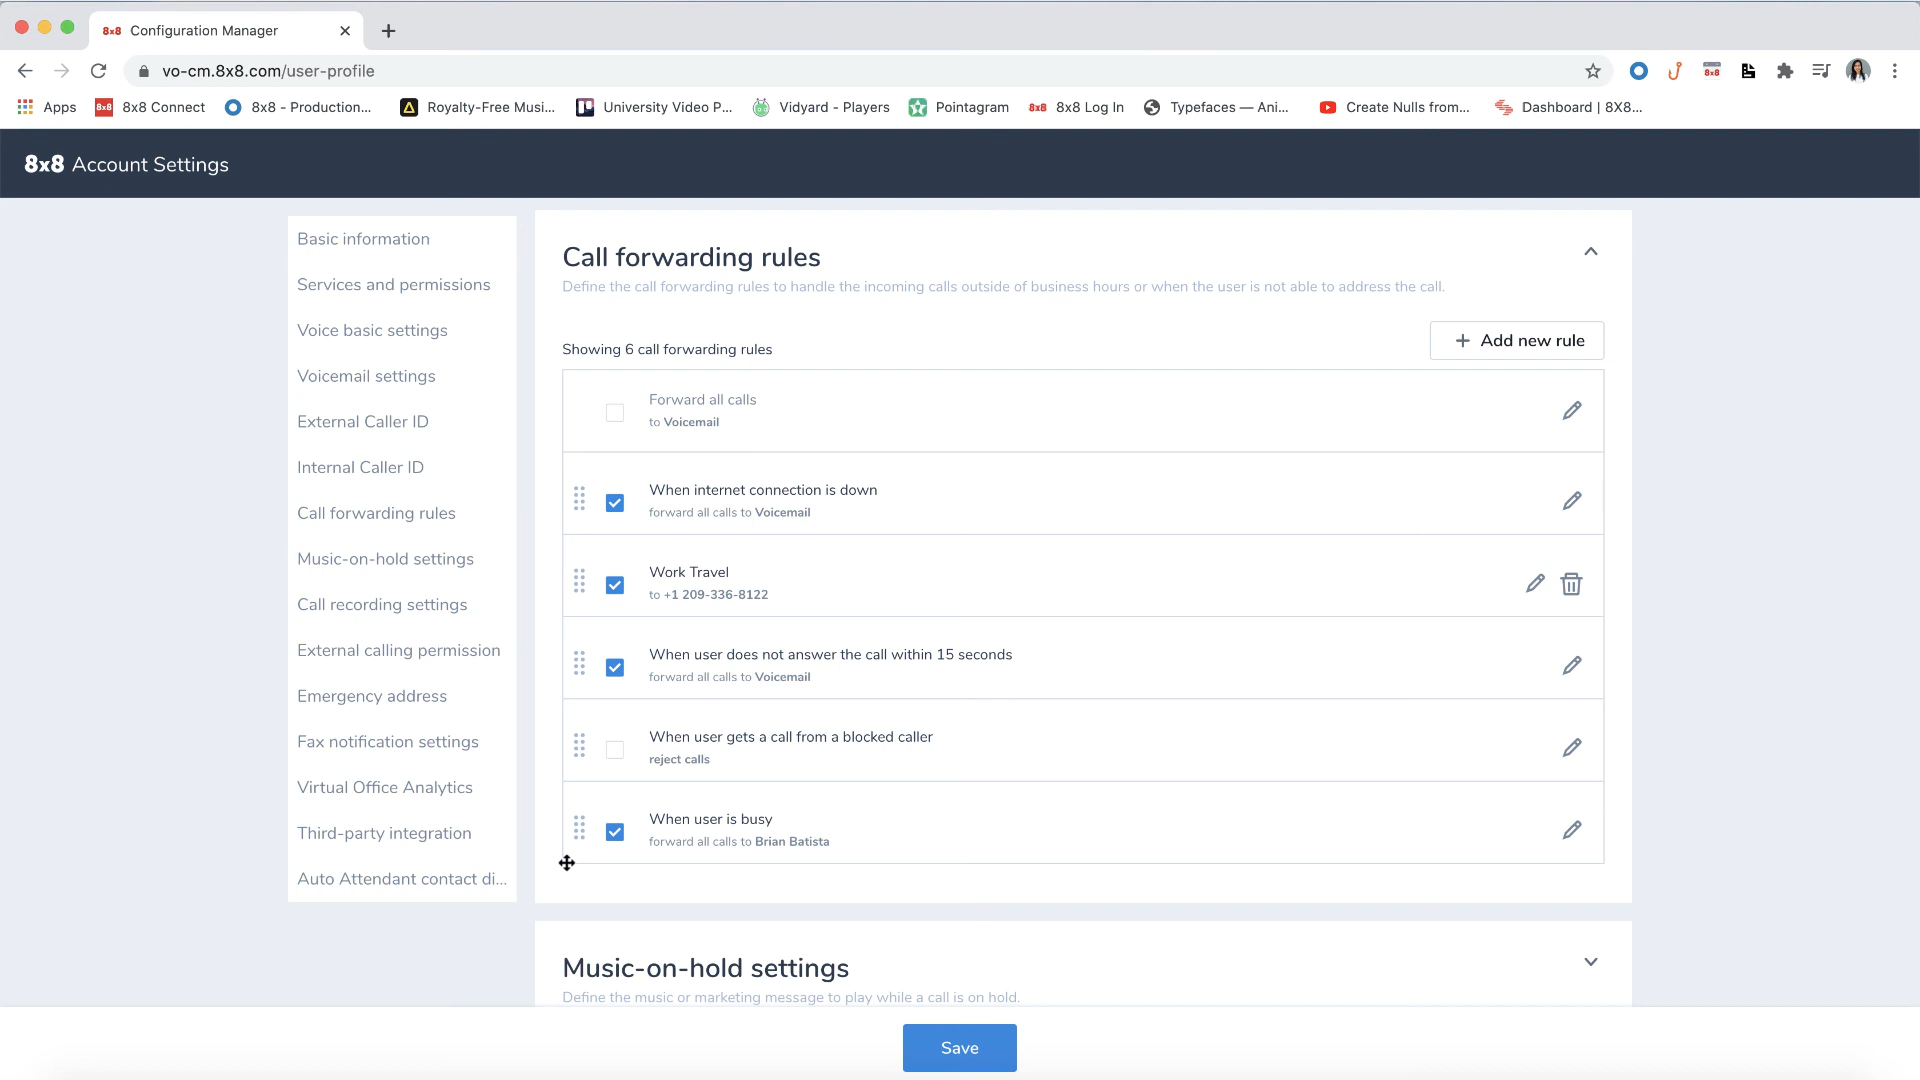 8x8 Configuration Manager
vo-cm.8x8.com/user-profile
8x8
Apps 8x8 8x8 Connect 8x8 - Production... Royalty-Free Musi... University Video P... Vidyard - Players Pointagram 8x8 8x8 Log In Typefaces — Ani... Create Nulls from... Dashboard | 8X8...
8x8 Account Settings
Basic information
Services and permissions
Voice basic settings
Voicemail settings
External Caller ID
Internal Caller ID
Call forwarding rules
Music-on-hold settings
Call recording settings
External calling permission
Emergency address
Fax notification settings
Virtual Office Analytics
Third-party integration
Auto Attendant contact di...
Call forwarding rules
Define the call forwarding rules to handle the incoming calls outside of business hours or when the user is not able to address the call.
Showing 6 call forwarding rules
+ Add new rule
Forward all calls
to Voicemail
When internet connection is down
forward all calls to Voicemail
Work Travel
to +1 209-336-8122
When user does not answer the call within 15 seconds
forward all calls to Voicemail
When user gets a call from a blocked caller
reject calls
When user is busy
forward all calls to Brian Batista
Music-on-hold settings
Define the music or marketing message to play while a call is on hold.
Save